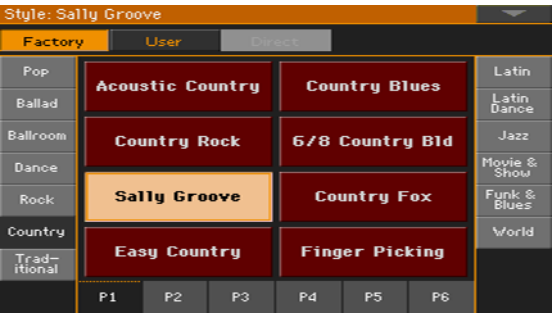 Style: Sally Groove
Factory User Direct
Pop
Ballad
Ballroom
Dance
Rock
Country
Trad-
itional
Acoustic Country Country Blues
Country Rock 6/8 Country Bld
Sally Groove Country Fox
Easy Country Finger Picking
Latin
Latin
Dance
Jazz
Movie &
Show
Funk &
Blues
World
P1 P2 P3 P4 P5 P6